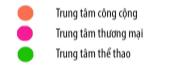 Trung tâm công cộng
Trung tâm thương mại
Trung tâm thể thao